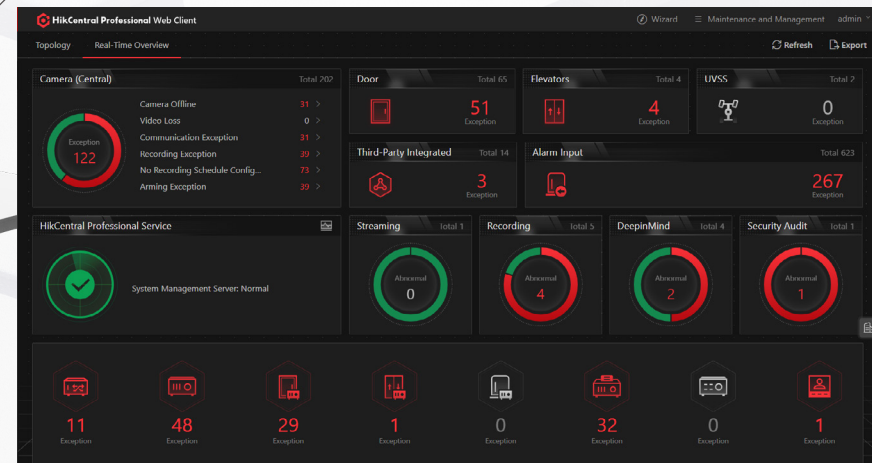 HikCentral Professional Web Client
Wizard
Maintenance and Management
admin
Topology
Real-Time Overview
Refresh
Export
Camera (Central)
Total 202
Exception
122
Camera Offline 31 >
Video Loss 0 >
Communication Exception 31 >
Recording Exception 39 >
No Recording Schedule Config... 73 >
Arming Exception 39 >
Door
Total 65
51
Exception
Elevators
Total 4
4
Exception
UVSS
Total 2
0
Exception
Third-Party Integrated
Total 14
3
Exception
Alarm Input
Total 623
267
Exception
HikCentral Professional Service
System Management Server: Normal
Streaming
Total 1
Abnormal
0
Recording
Total 5
Abnormal
4
DeepinMind
Total 4
Abnormal
2
Security Audit
Total 1
Abnormal
1
11
Exception
48
Exception
29
Exception
1
Exception
0
Exception
32
Exception
0
Exception
1
Exception